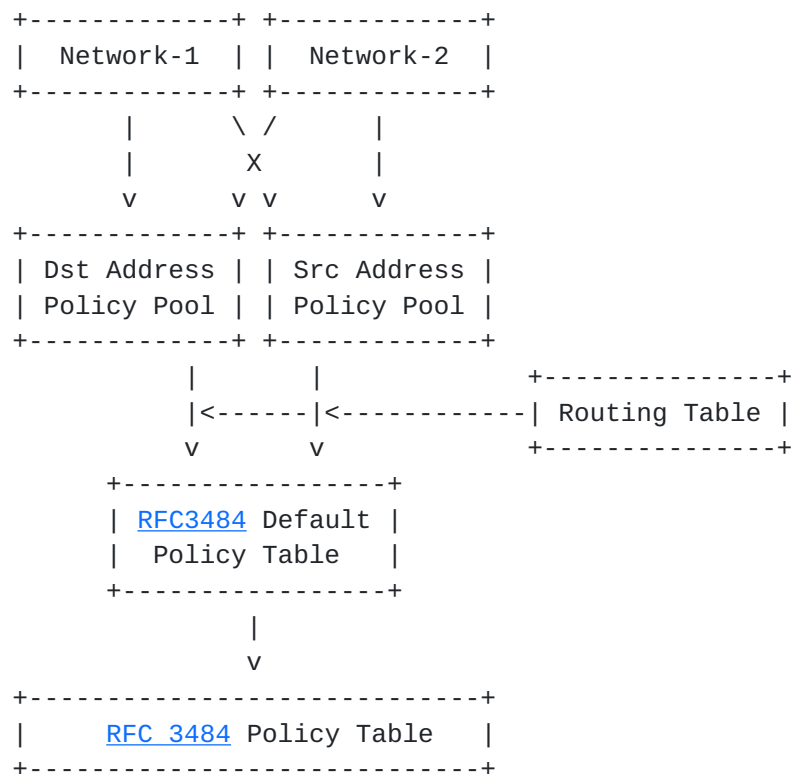 +-------------+ +-------------+
|  Network-1  | |  Network-2  |
+-------------+ +-------------+
       |      \ /      |
       |       X       |
       v      v v      v
+-------------+ +-------------+
| Dst Address | | Src Address |
| Policy Pool | | Policy Pool |
+-------------+ +-------------+
           |       |             +---------------+
           |<------|<------------| Routing Table |
           v       v             +---------------+
      +-----------------+
      | RFC3484 Default |
      |  Policy Table   |
      +-----------------+
               |
               v
+-----------------------------+
|     RFC 3484 Policy Table   |
+-----------------------------+